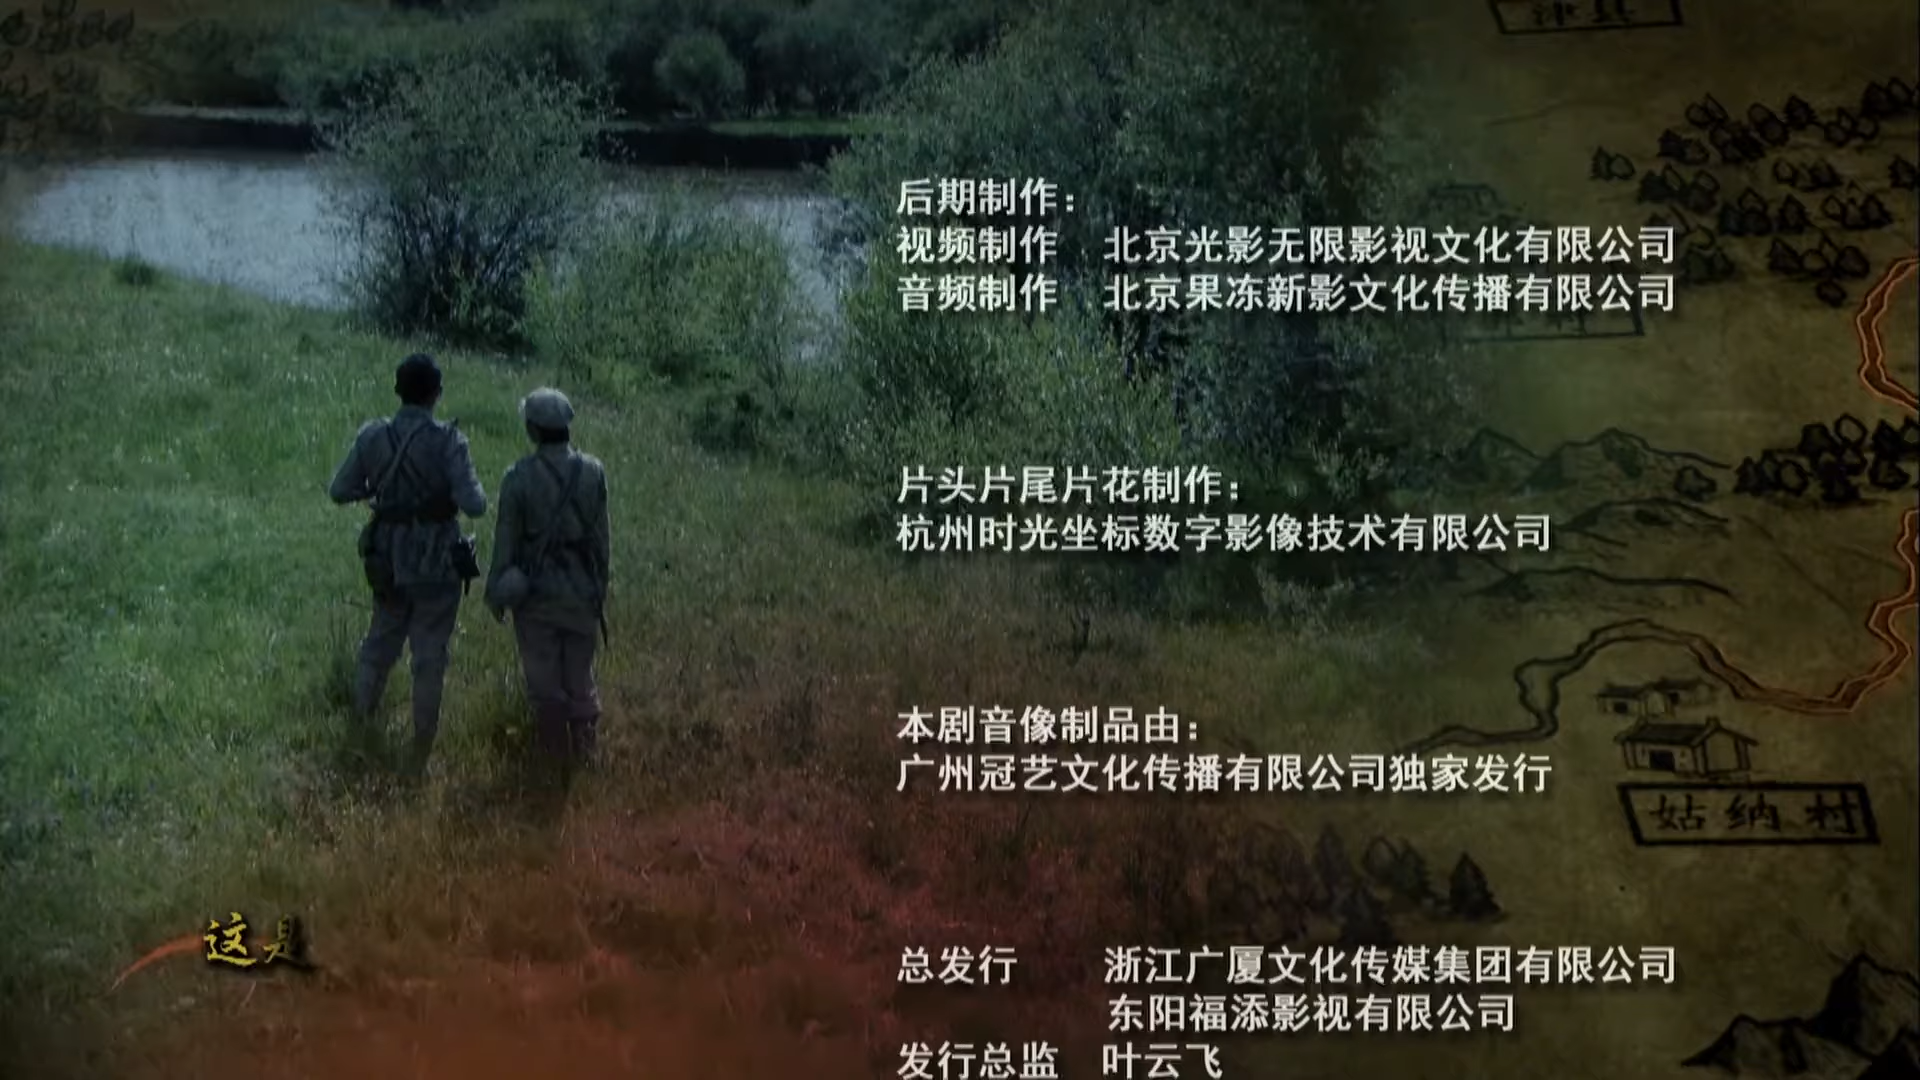 后期制作：
视频制作 北京光影无限影视文化有限公司
音频制作 北京果冻新影文化传播有限公司
片头片尾片花制作：
杭州时光坐标数字影像技术有限公司
本剧音像制品由：
广州冠艺文化传播有限公司独家发行
姑纳村
这是
总发行 浙江广厦文化传媒集团有限公司
东阳福添影视有限公司
发行总监 叶云飞